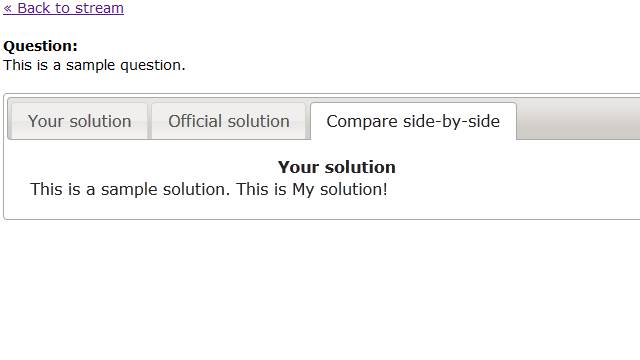 « Back to stream
Question:
This is a sample question.
Your solution Official solution Compare side-by-side
Your solution
This is a sample solution. This is My solution!